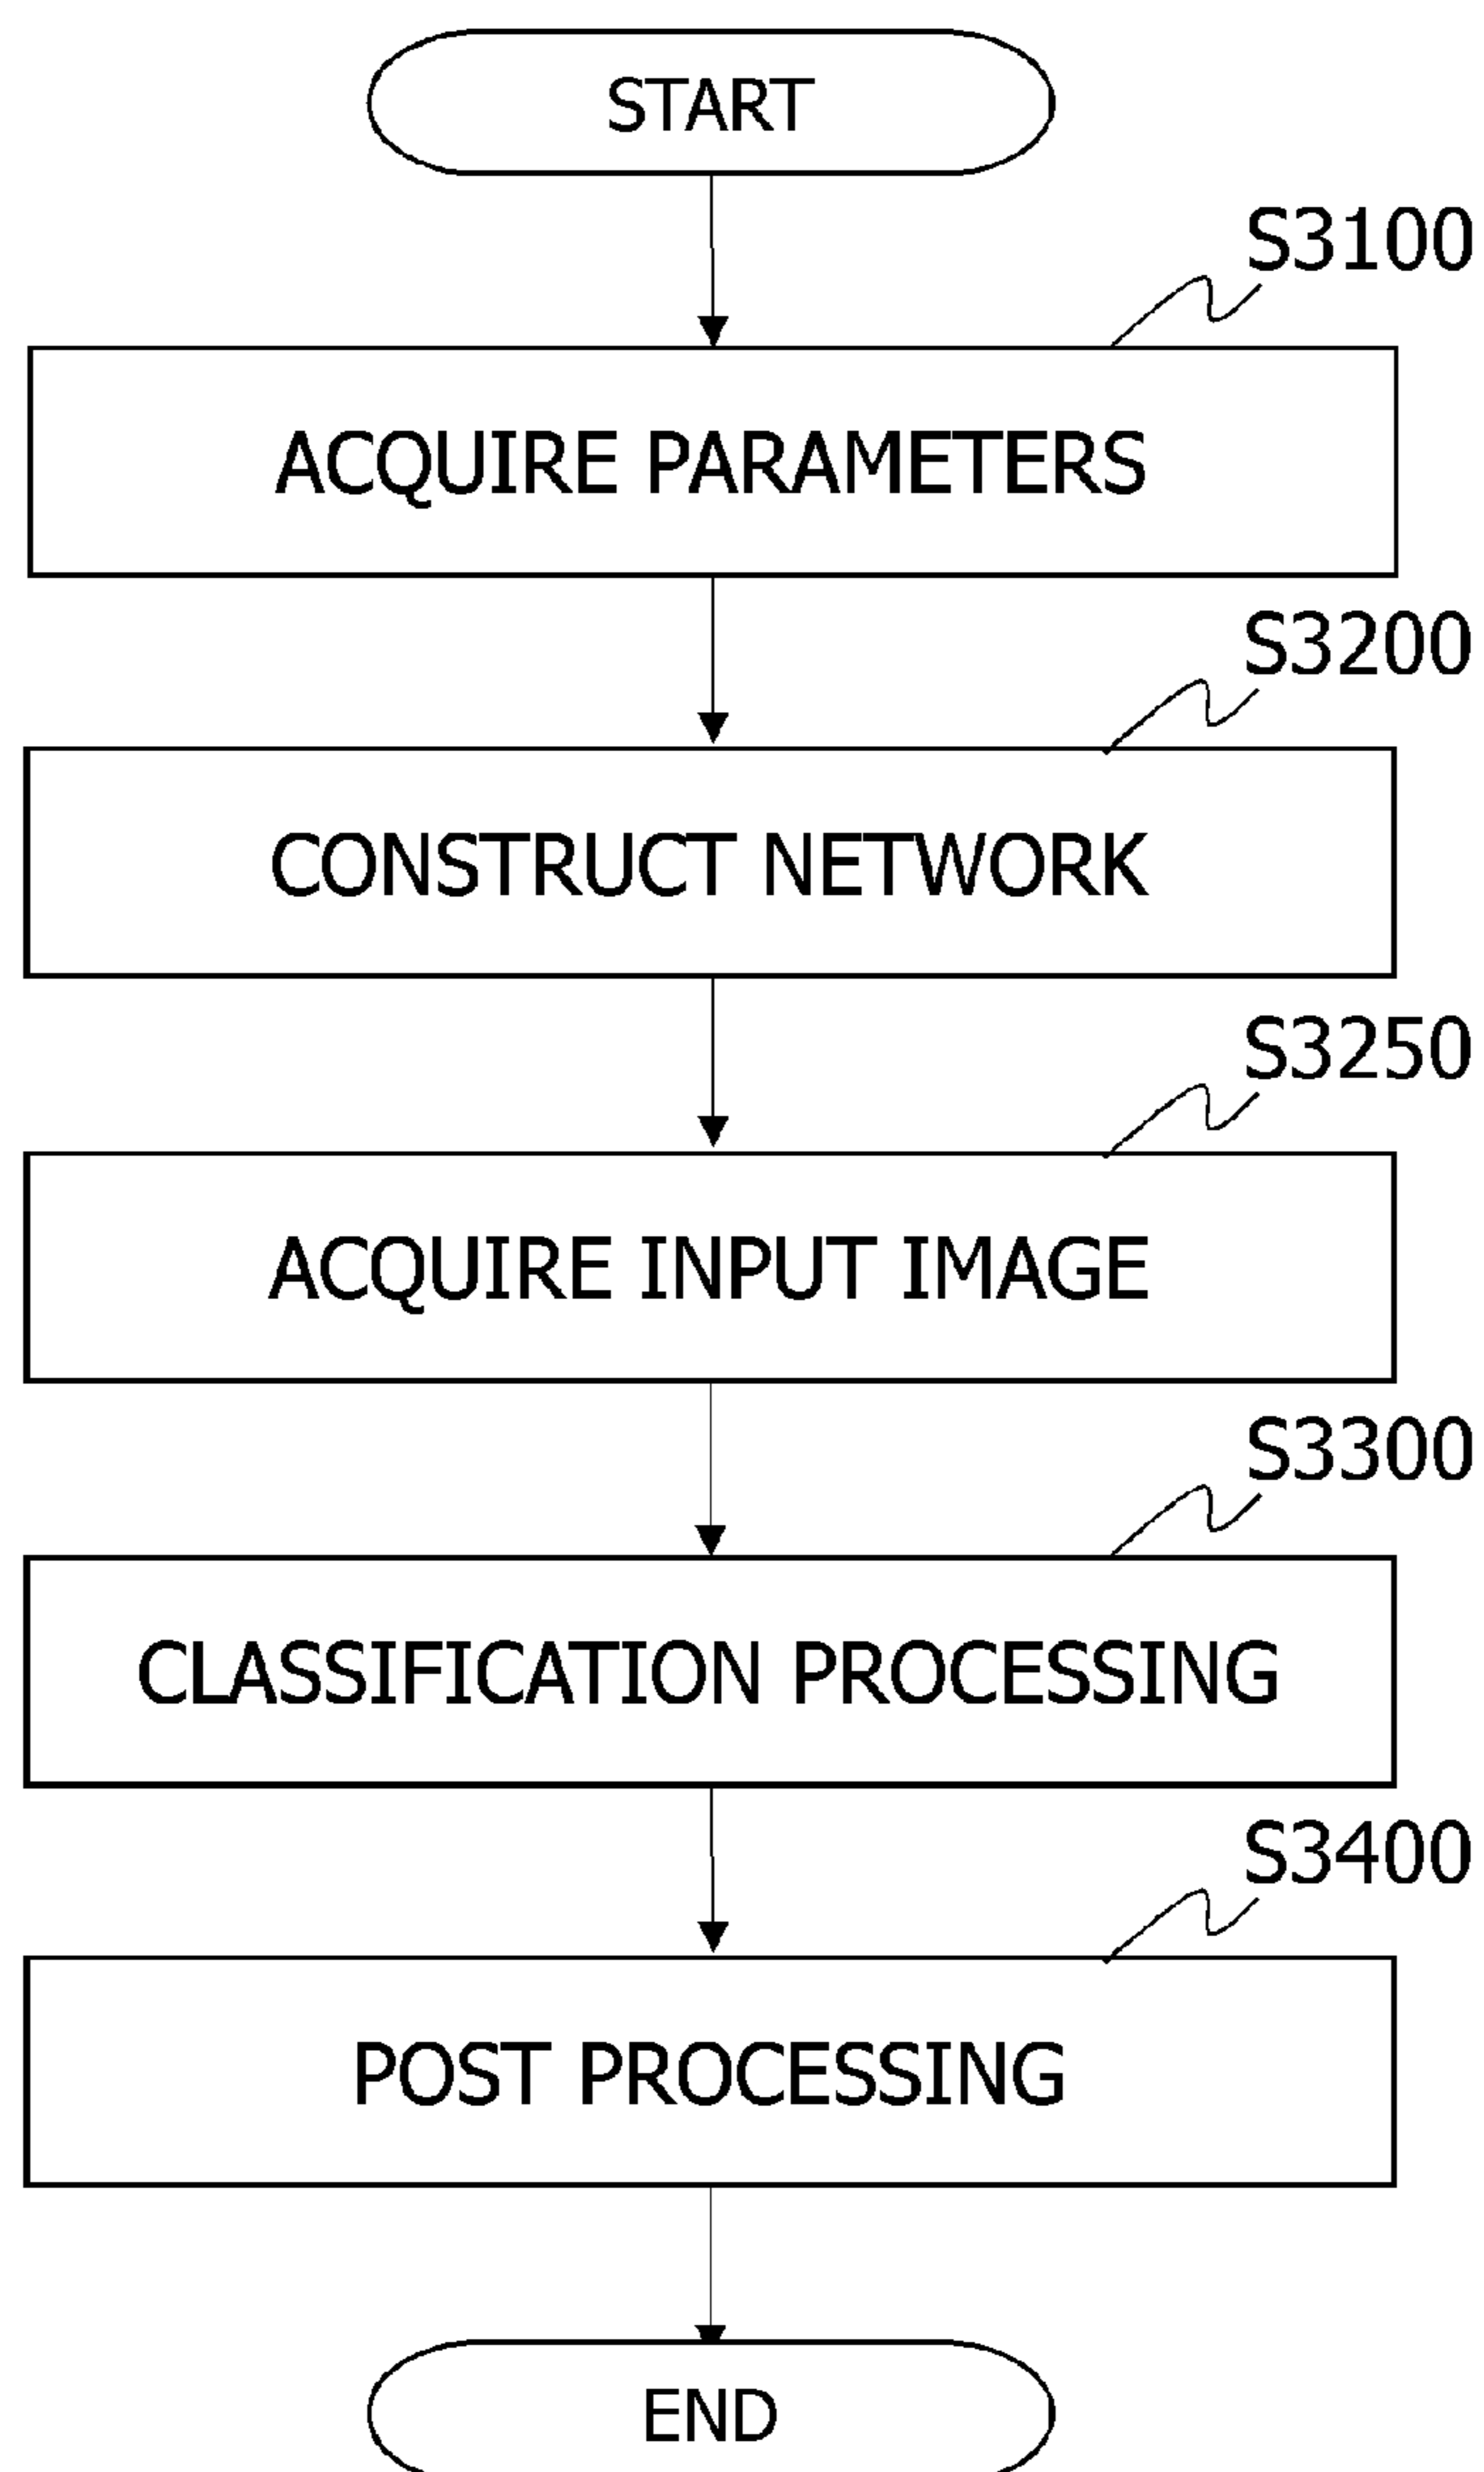 START
S3100
ACQUIRE PARAMETERS
S3200
CONSTRUCT NETWORK
S3250
ACQUIRE INPUT IMAGE
S3300
CLASSIFICATION PROCESSING
S3400
POST PROCESSING
END